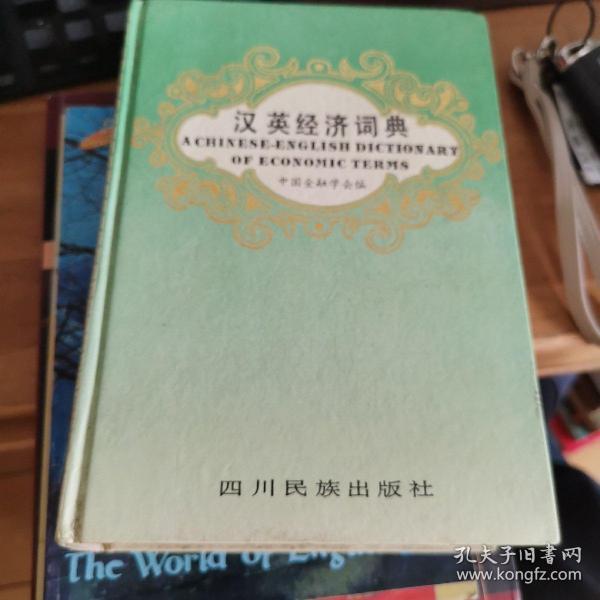 汉英经济词典
A CHINESE-ENGLISH DICTIONARY
OF ECONOMIC TERMS
中国金融学会编
四川民族出版社
The World of
孔夫子旧书网
www.kongfz.com